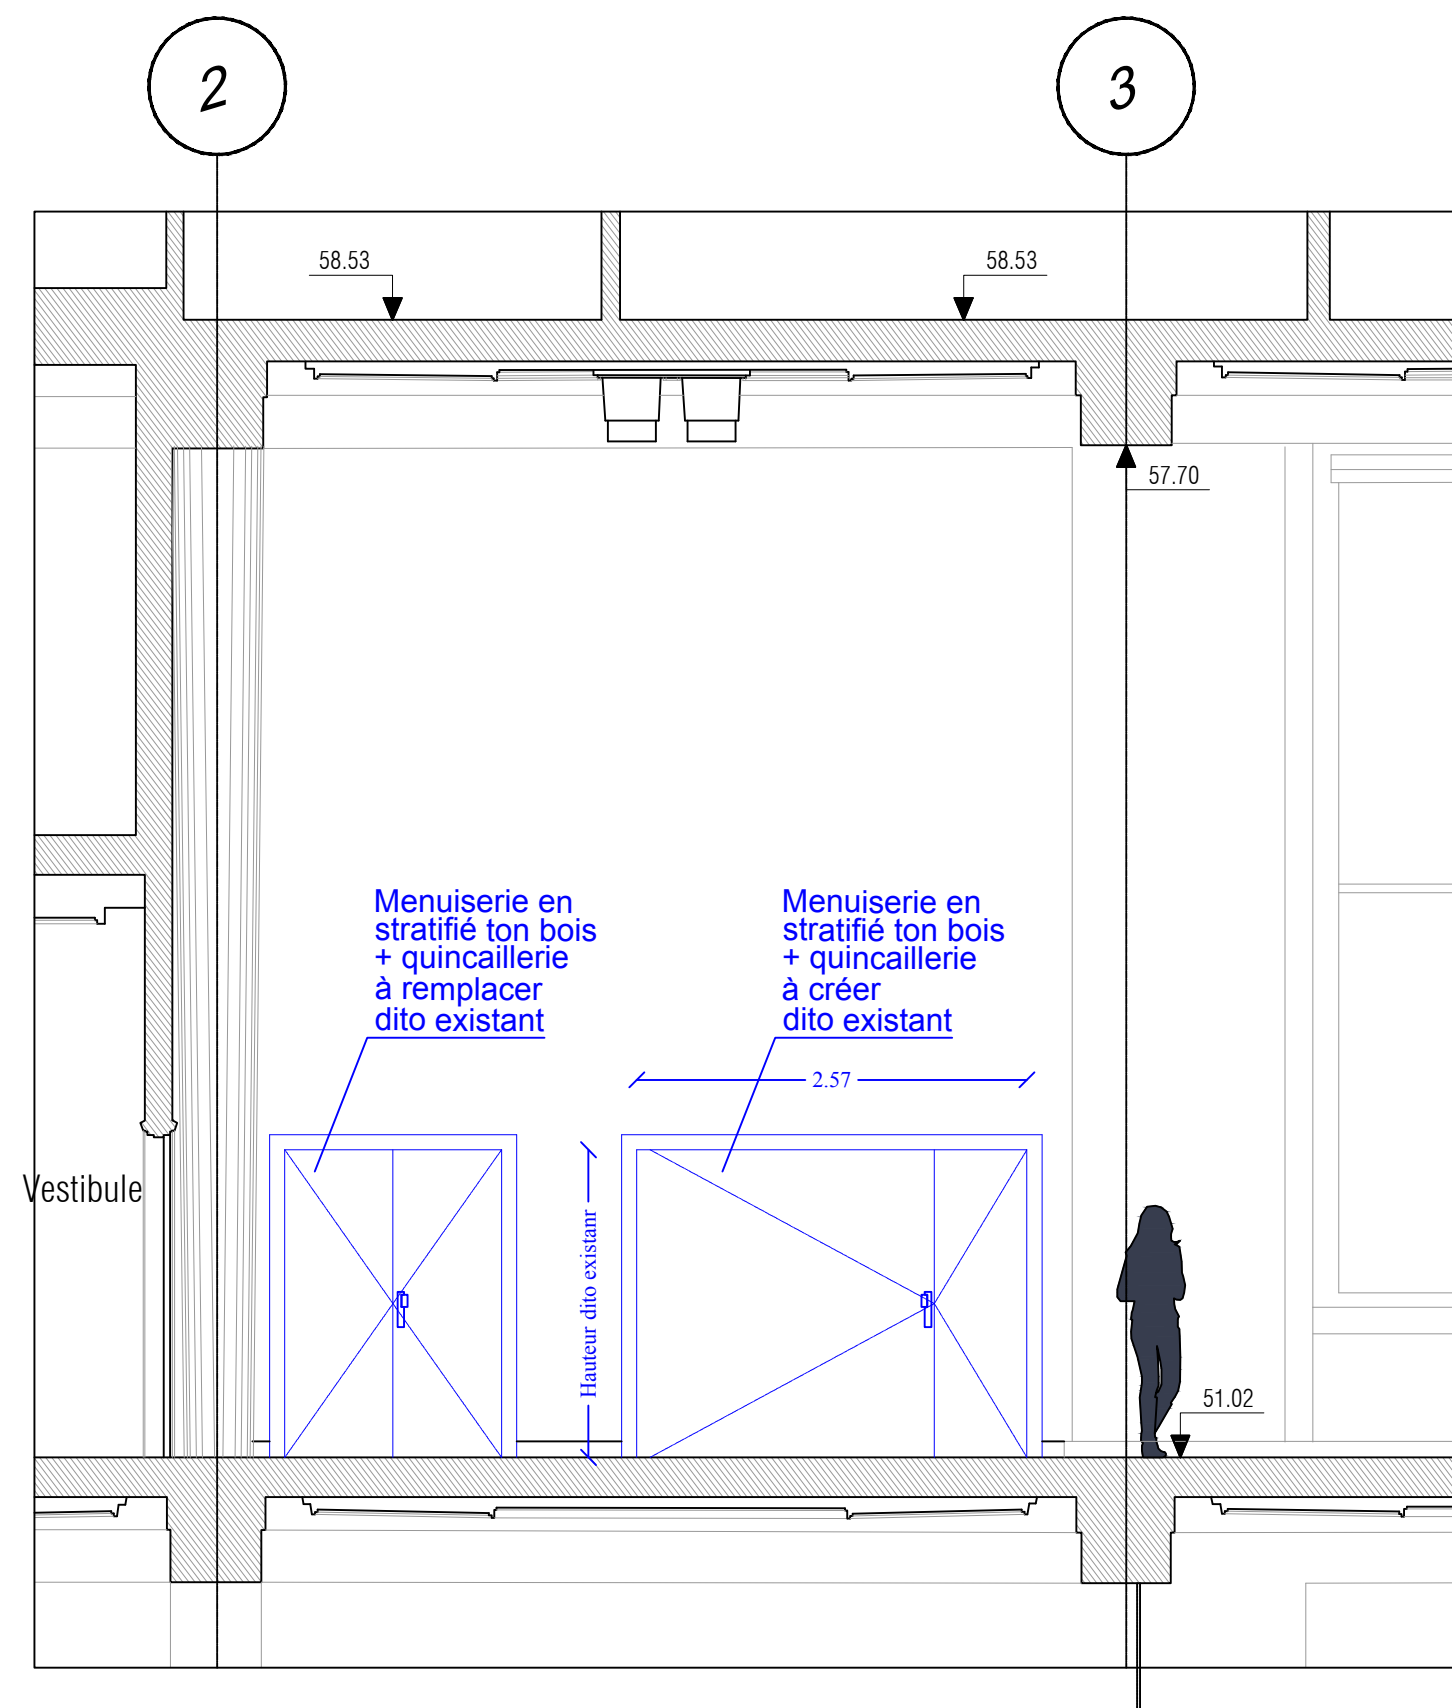 2
3
58.53
58.53
57.70
Menuiserie en
stratifié ton bois
+ quincaillerie
à remplacer
dito existant
Menuiserie en
stratifié ton bois
+ quincaillerie
à créer
dito existant
2.57
Vestibule
Hauteur dito existanr
51.02